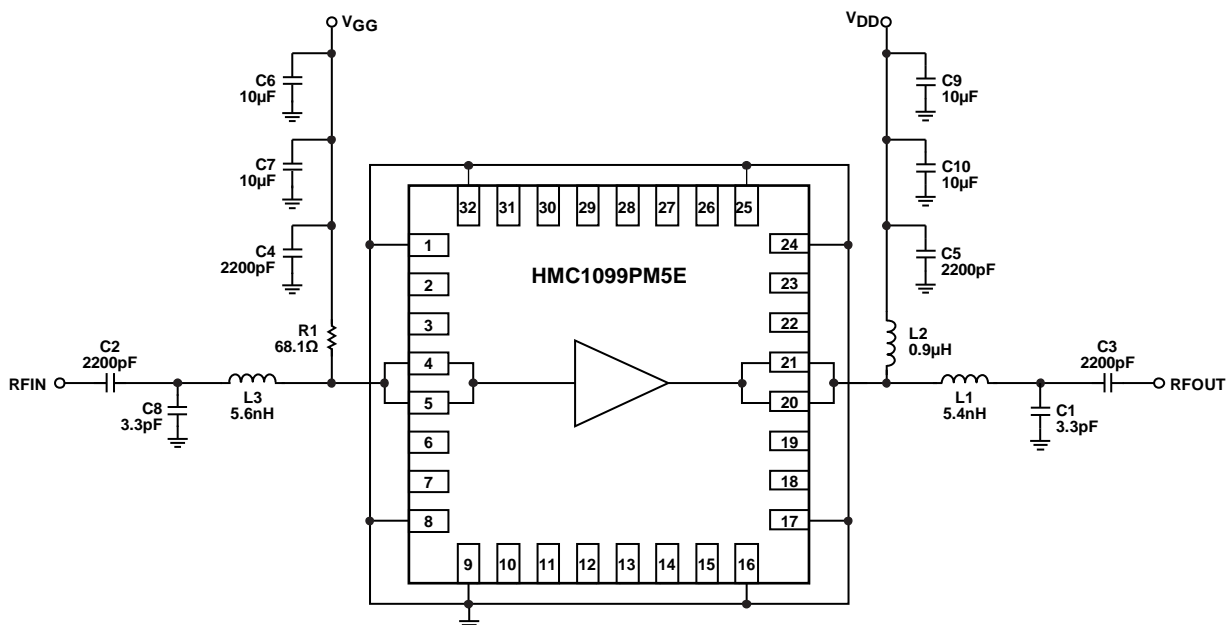 VGG
VDD
C6
10µF
C9
10µF
C7
10µF
C10
10µF
32 31 30 29 28 27 26 25
C4
2200pF
1
24
C5
2200pF
HMC1099PM5E
2
23
3
22
R1
68.1Ω
L2
0.9µH
C2
2200pF
4
21
C3
2200pF
RFIN
RFOUT
L3
5.6nH
L1
5.4nH
C8
3.3pF
5
20
C1
3.3pF
6
19
7
18
8
17
9 10 11 12 13 14 15 16